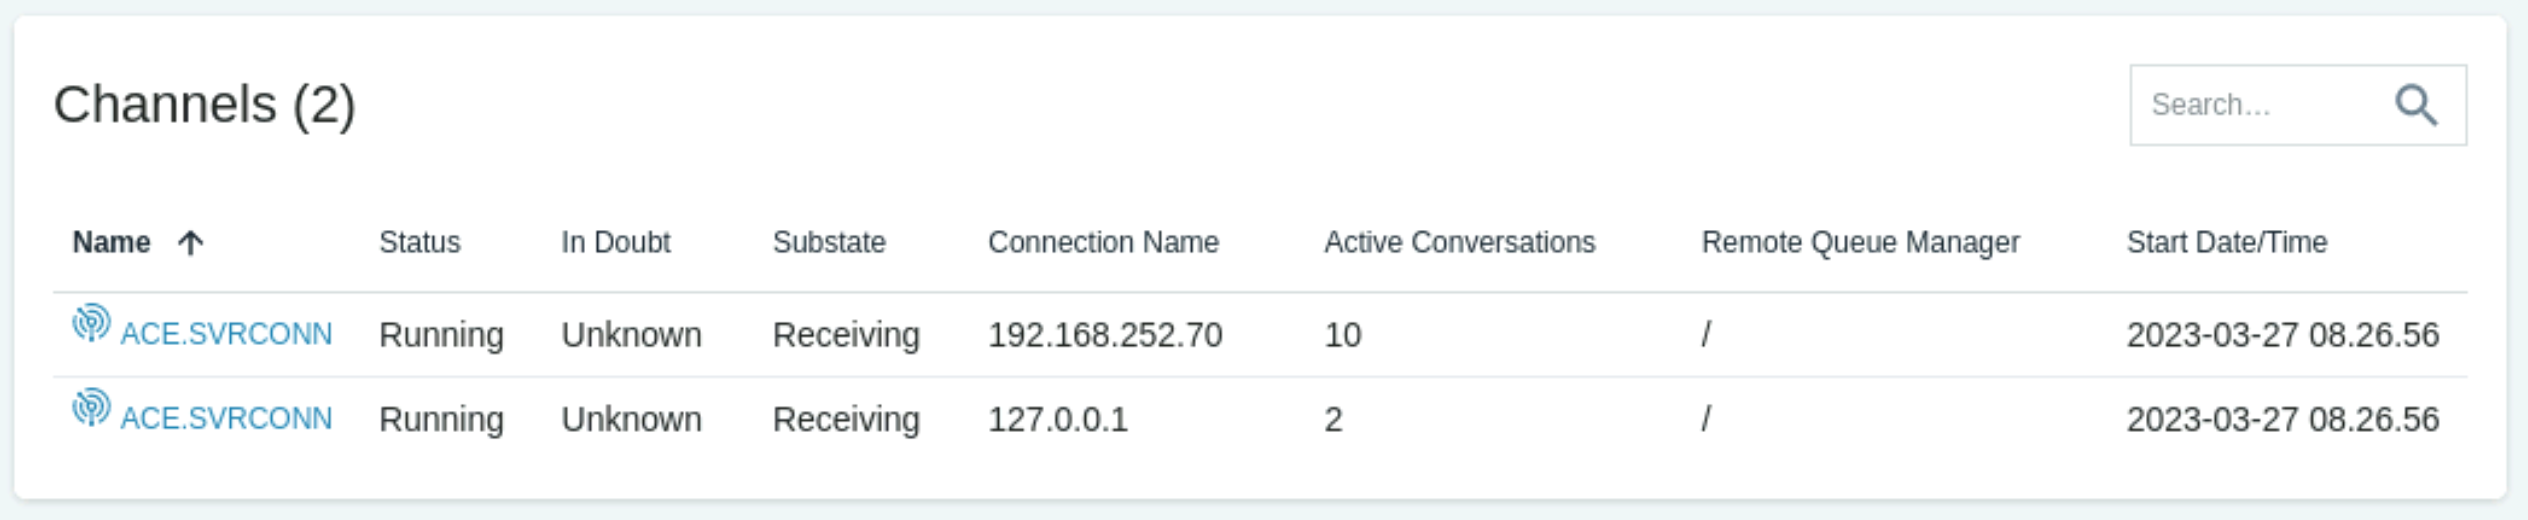 Channels (2)
Search...
Name Status In Doubt Substate Connection Name Active Conversations Remote Queue Manager Start Date/Time
ACE.SVRCONN Running Unknown Receiving 192.168.252.70 10 / 2023-03-27 08.26.56
ACE.SVRCONN Running Unknown Receiving 127.0.0.1 2 / 2023-03-27 08.26.56